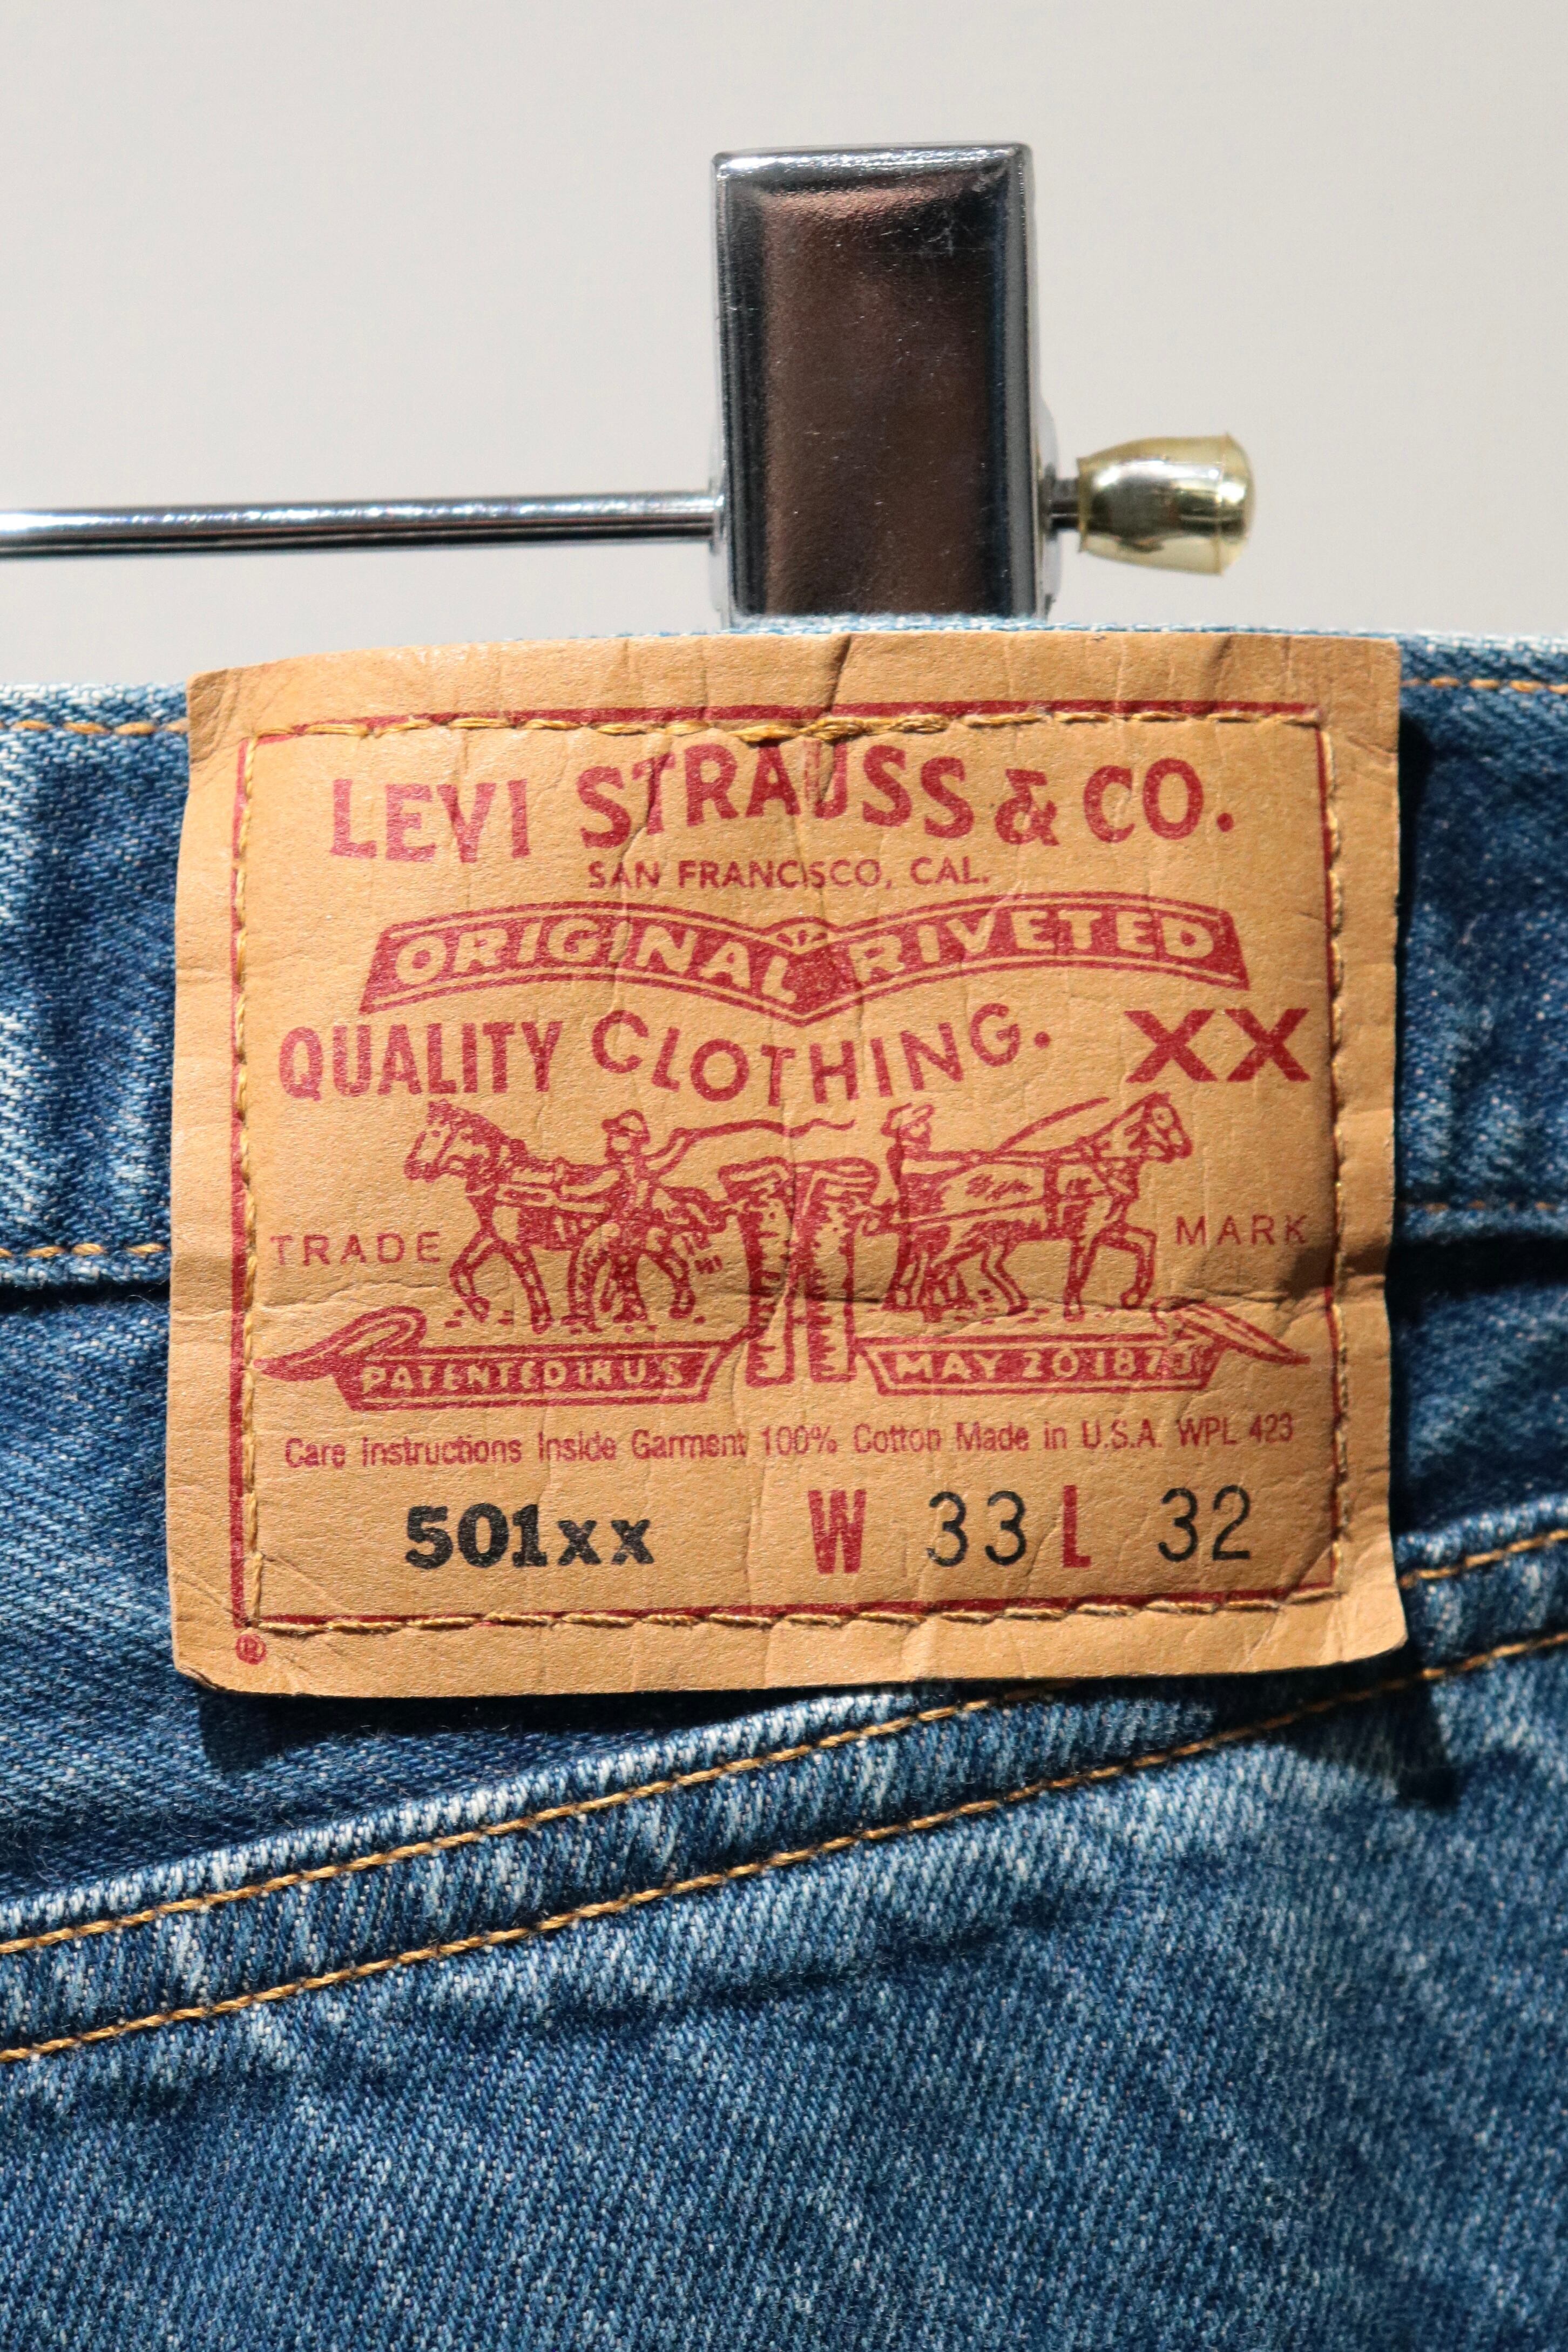 LEVI STRAUSS & CO.
SAN FRANCISCO, CAL.
ORIGINAL RIVETED
QUALITY CLOTHING. XX
TRADE MARK
PATENTED IN U.S MAY 20 1873
Care Instructions Inside Garment 100% Cotton Made in U.S.A. WPL 423
501xx W 33 L 32
®